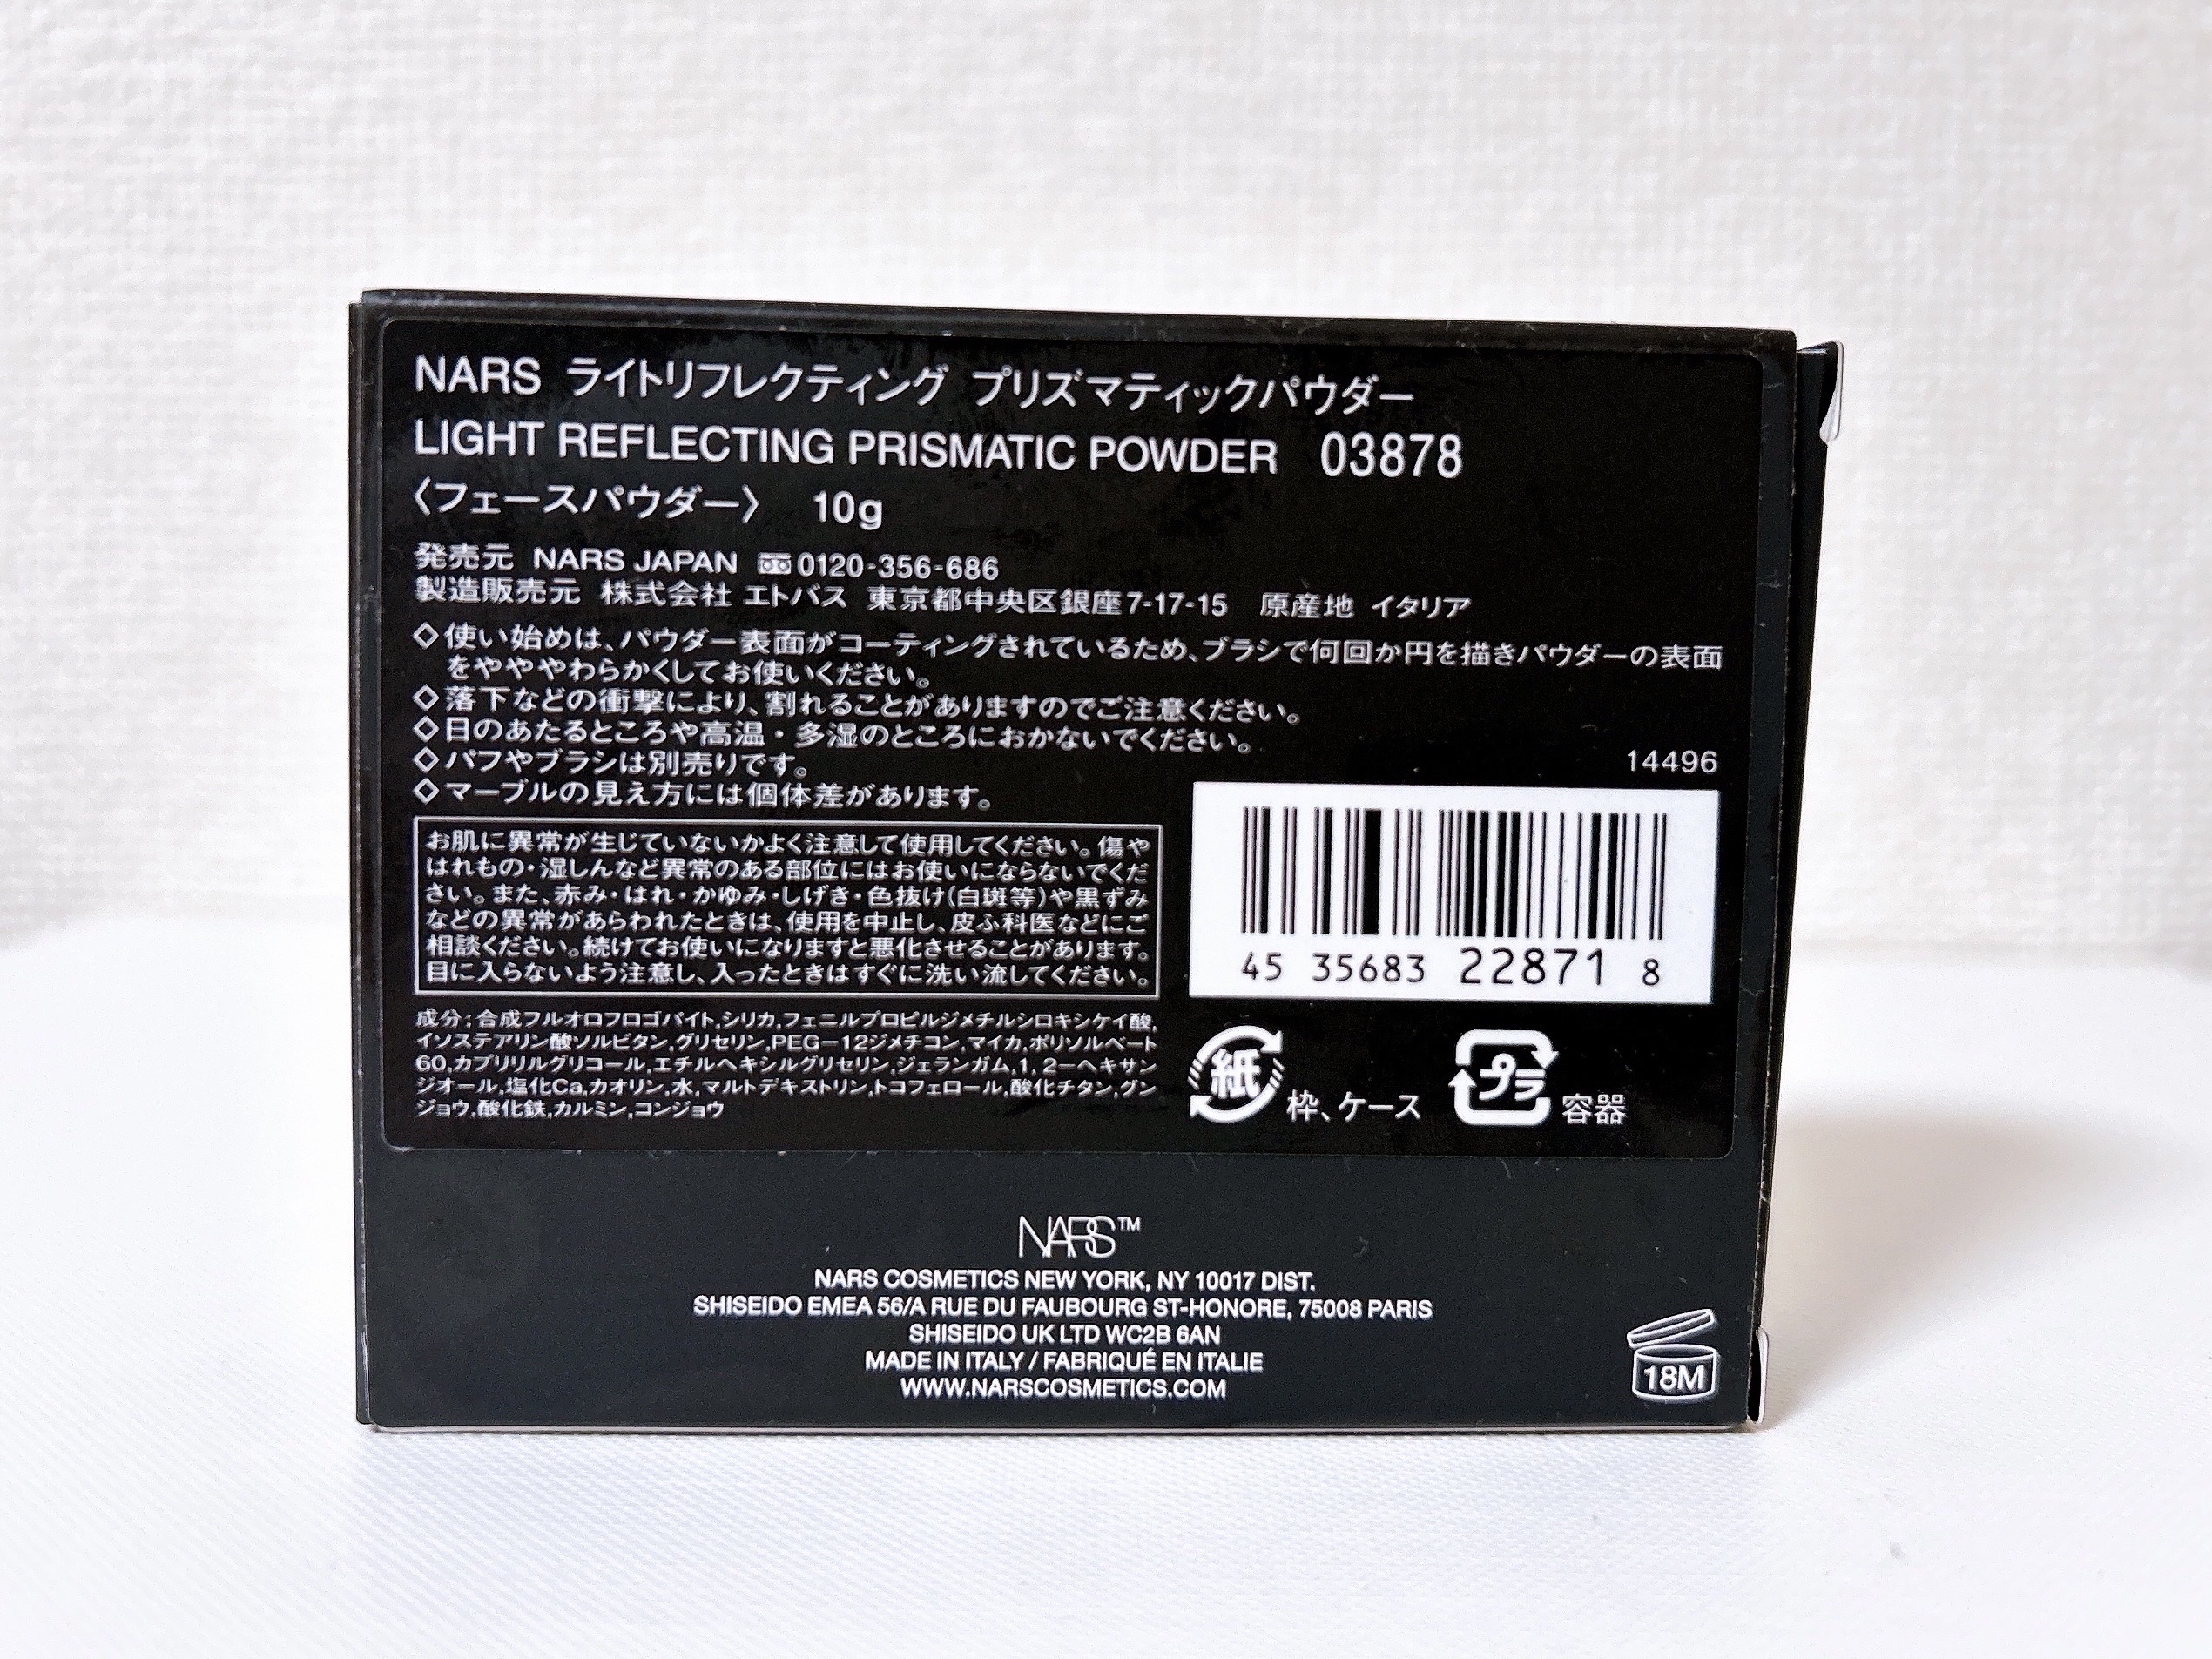 NARS ライトリフレクティング プリズマティックパウダー
LIGHT REFLECTING PRISMATIC POWDER 03878
〈フェースパウダー〉 10g
発売元 NARS JAPAN 0120-356-686
製造販売元 株式会社 エトバス 東京都中央区銀座7-17-15 原産地 イタリア
◇使い始めは、パウダー表面がコーティングされているため、ブラシで何回か円を描きパウダーの表面
をややややわらかくしてお使いください。
◇落下などの衝撃により、割れることがありますのでご注意ください。
◇日のあたるところや高温・多湿のところにおかないでください。
◇パフやブラシは別売りです。
◇マーブルの見え方には個体差があります。
お肌に異常が生じていないかよく注意して使用してください。傷や
はれもの・湿しんなど異常のある部位にはお使いにならないでくだ
さい。また、赤み・はれ・かゆみ・しげき・色抜け(白斑等)や黒ずみ
などの異常があらわれたときは、使用を中止し、皮ふ科医などにご
相談ください。続けてお使いになりますと悪化させることがあります。
目に入らないよう注意し、入ったときはすぐに洗い流してください。
成分;合成フルオロフロゴパイト,シリカ,フェニルプロピルジメチルシロキシケイ酸,
イソステアリン酸ソルビタン,グリセリン,PEG-12ジメチコン,マイカ,ポリソルベート
60,カプリリルグリコール,エチルヘキシルグリセリン,ジェランガム,1,2-ヘキサン
ジオール,塩化Ca,カオリン,水,マルトデキストリン,トコフェロール,酸化チタン,グン
ジョウ,酸化鉄,カルミン,コンジョウ
14496
45 35683 22871 8
紙 枠、ケース プラ 容器
NARS™
NARS COSMETICS NEW YORK, NY 10017 DIST.
SHISEIDO EMEA 56/A RUE DU FAUBOURG ST-HONORE, 75008 PARIS
SHISEIDO UK LTD WC2B 6AN
MADE IN ITALY / FABRIQUÉ EN ITALIE
WWW.NARSCOSMETICS.COM
18M